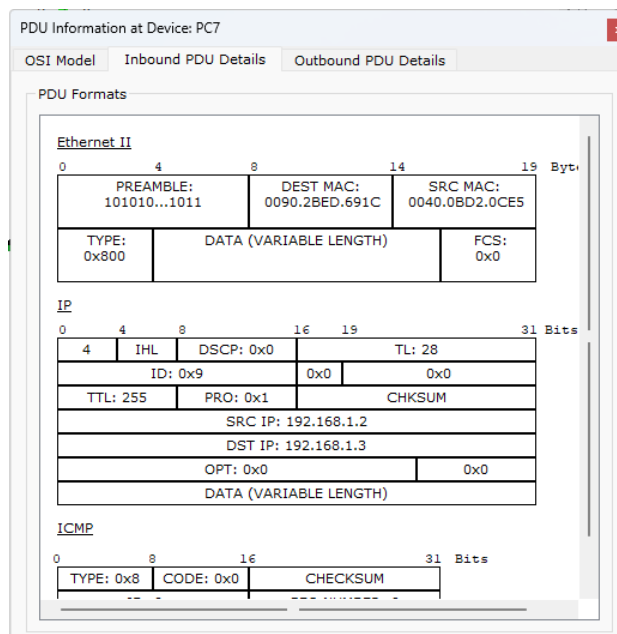 PDU Information at Device: PC7
OSI Model Inbound PDU Details Outbound PDU Details
PDU Formats
Ethernet II
0 4 8 14 19 Byte
PREAMBLE: DEST MAC: SRC MAC:
101010...1011 0090.2BED.691C 0040.0BD2.0CE5
TYPE: DATA (VARIABLE LENGTH) FCS:
0x800 0x0
IP
0 4 8 16 19 31 Bits
4 IHL DSCP: 0x0 TL: 28
ID: 0x9 0x0 0x0
TTL: 255 PRO: 0x1 CHKSUM
SRC IP: 192.168.1.2
DST IP: 192.168.1.3
OPT: 0x0 0x0
DATA (VARIABLE LENGTH)
ICMP
0 8 16 31 Bits
TYPE: 0x8 CODE: 0x0 CHECKSUM